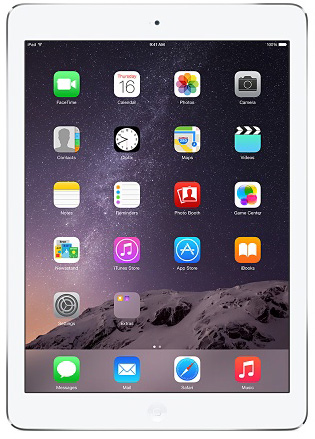 iPad 9:41 AM 100%
Thursday
16
FaceTime Calendar Photos Camera
Contacts Clock Maps Videos
Notes Reminders Photo Booth Game Center
Newsstand iTunes Store App Store iBooks
Settings Extras
Messages Mail Safari Music